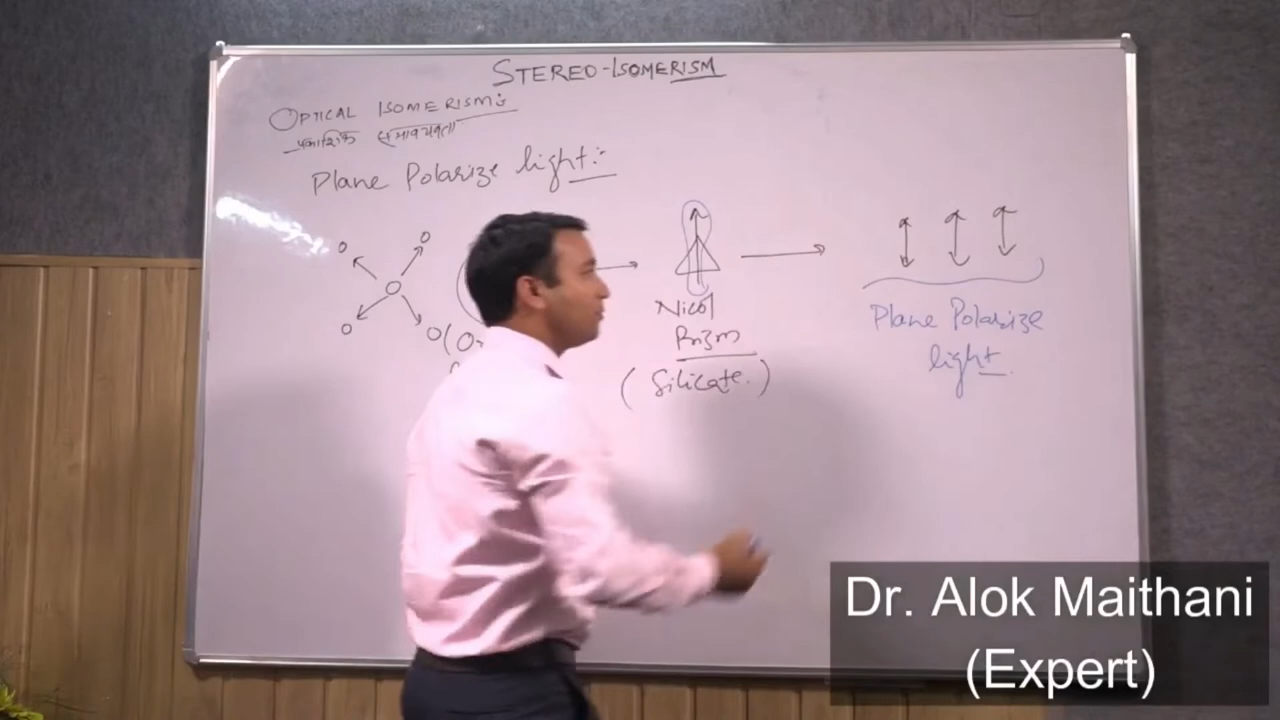 STEREO-ISOMERISM
OPTICAL ISOMERISM:
प्रकाशिक समावयवता
Plane Polarize light:-
Nicol
Prizm
(Silicate.)
Plane Polarize
light.
Dr. Alok Maithani
(Expert)